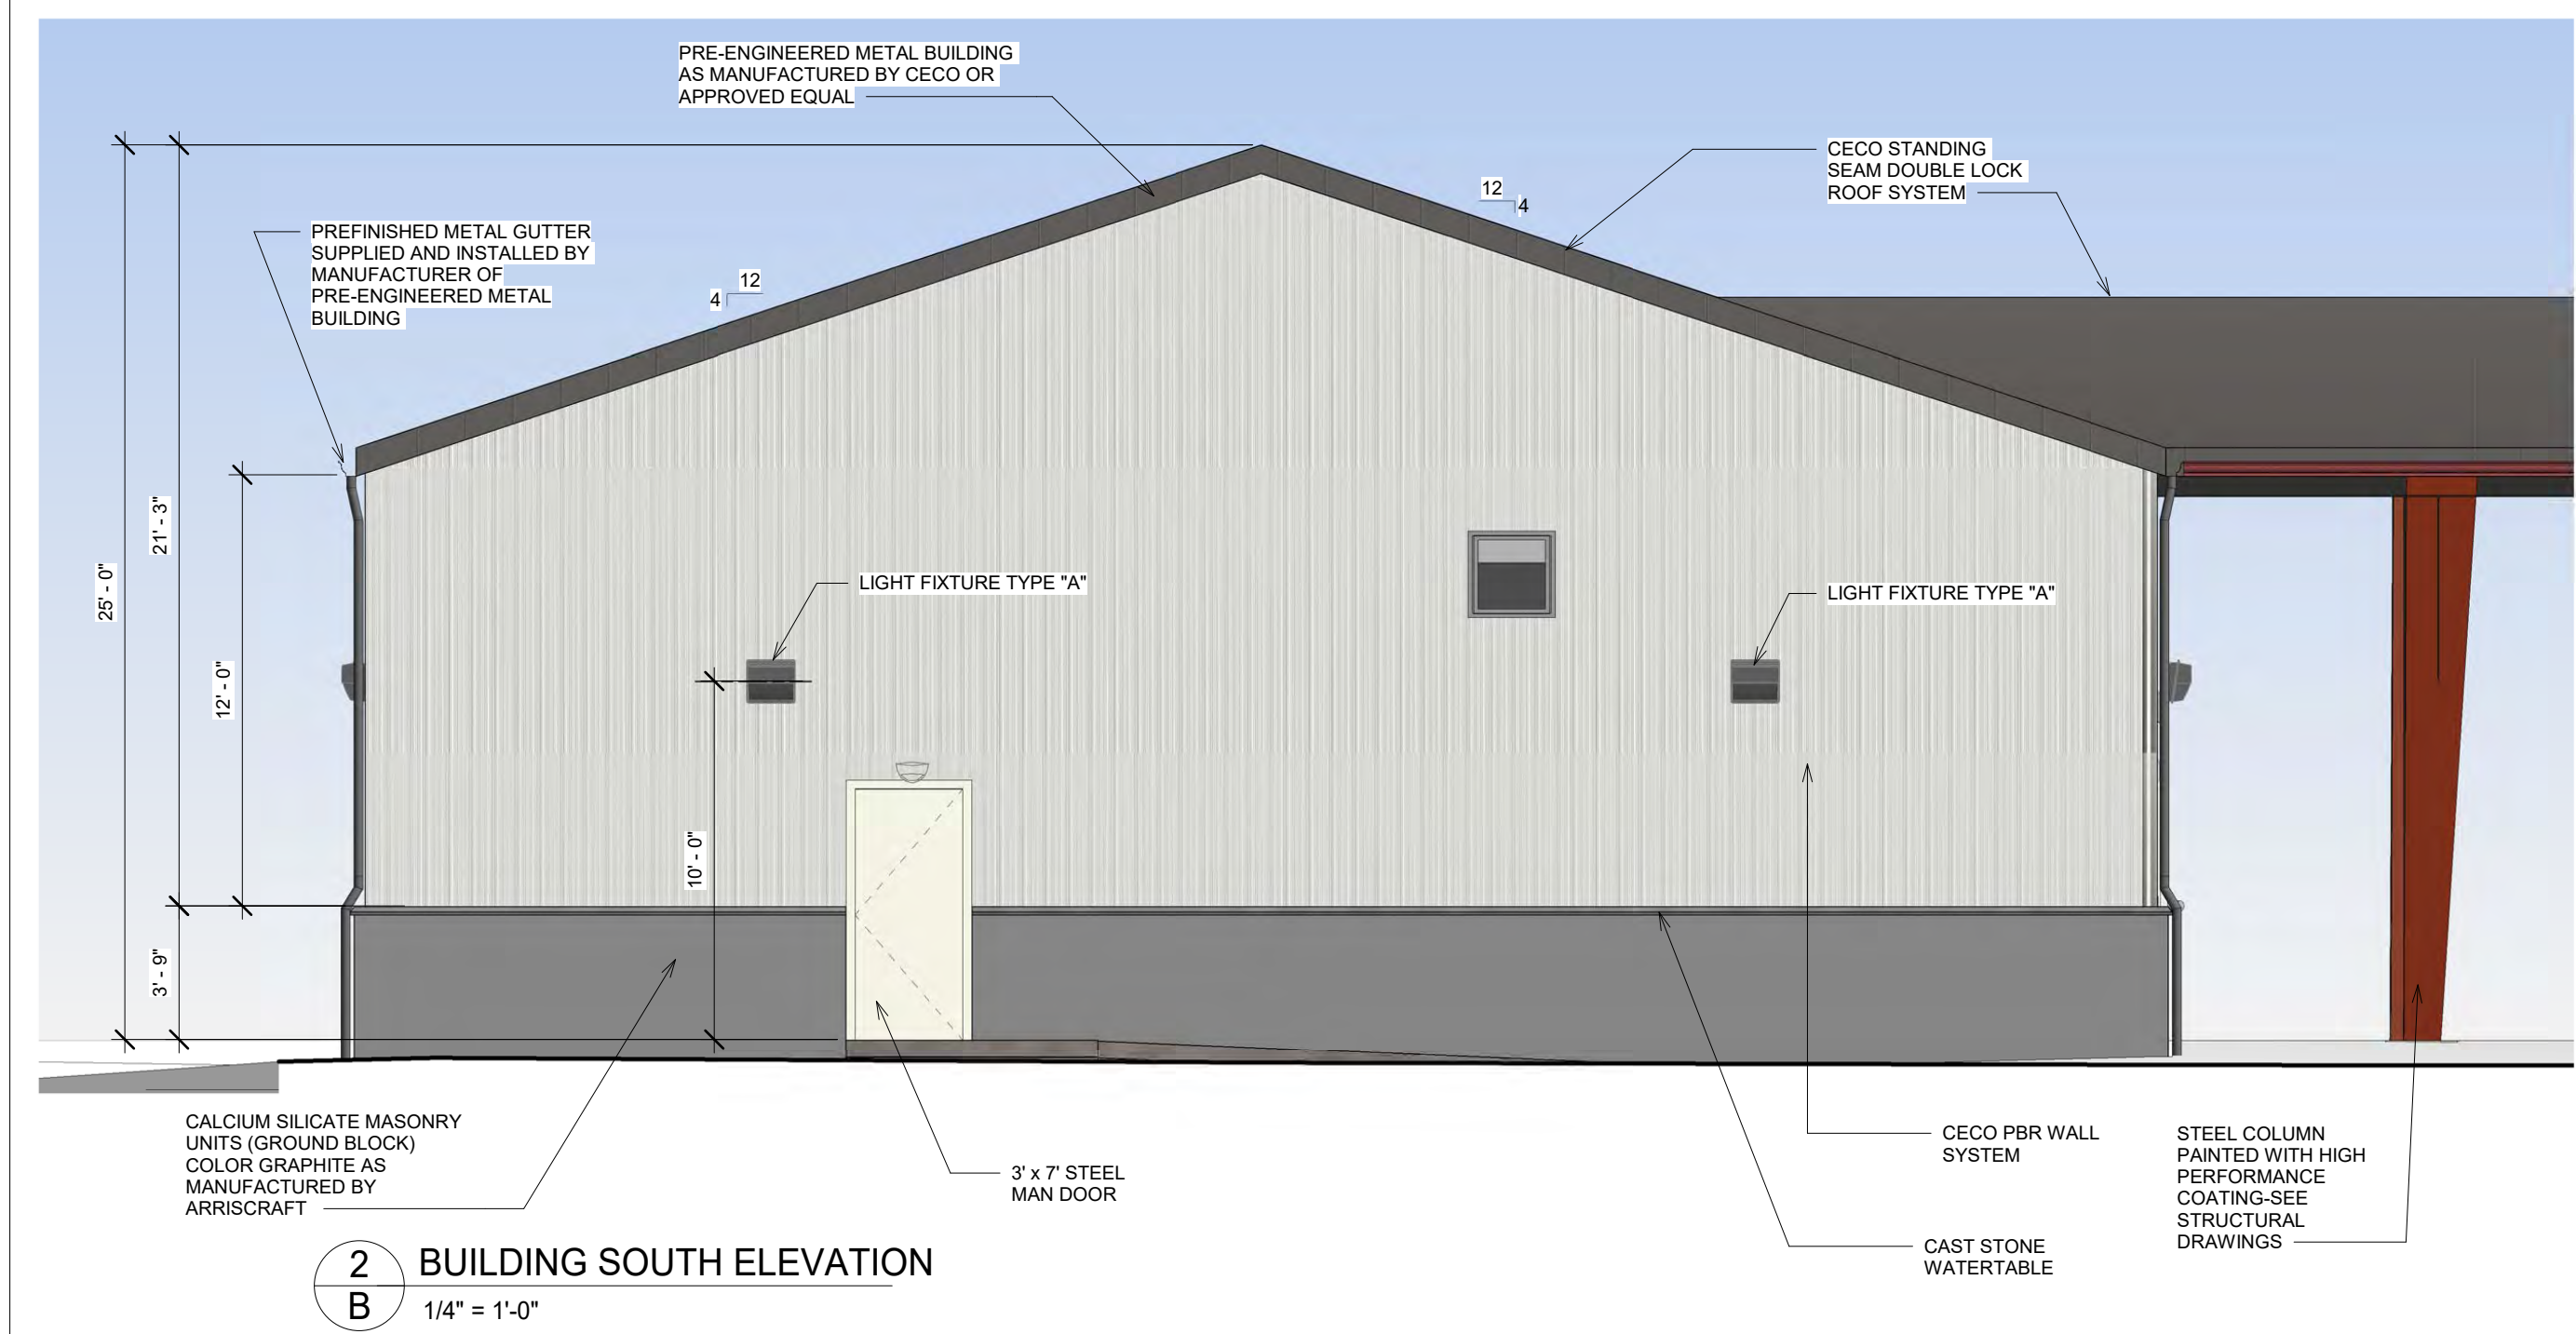 PRE-ENGINEERED METAL BUILDING
AS MANUFACTURED BY CECO OR
APPROVED EQUAL
CECO STANDING
SEAM DOUBLE LOCK
ROOF SYSTEM
12
4
PREFINISHED METAL GUTTER
SUPPLIED AND INSTALLED BY
MANUFACTURER OF
PRE-ENGINEERED METAL
BUILDING
12
4
25' - 0"
21' - 3"
12' - 0"
3' - 9"
10' - 0"
LIGHT FIXTURE TYPE "A"
LIGHT FIXTURE TYPE "A"
CALCIUM SILICATE MASONRY
UNITS (GROUND BLOCK)
COLOR GRAPHITE AS
MANUFACTURED BY
ARRISCRAFT
3' x 7' STEEL
MAN DOOR
CECO PBR WALL
SYSTEM
CAST STONE
WATERTABLE
STEEL COLUMN
PAINTED WITH HIGH
PERFORMANCE
COATING-SEE
STRUCTURAL
DRAWINGS
2
B
BUILDING SOUTH ELEVATION
1/4" = 1'-0"